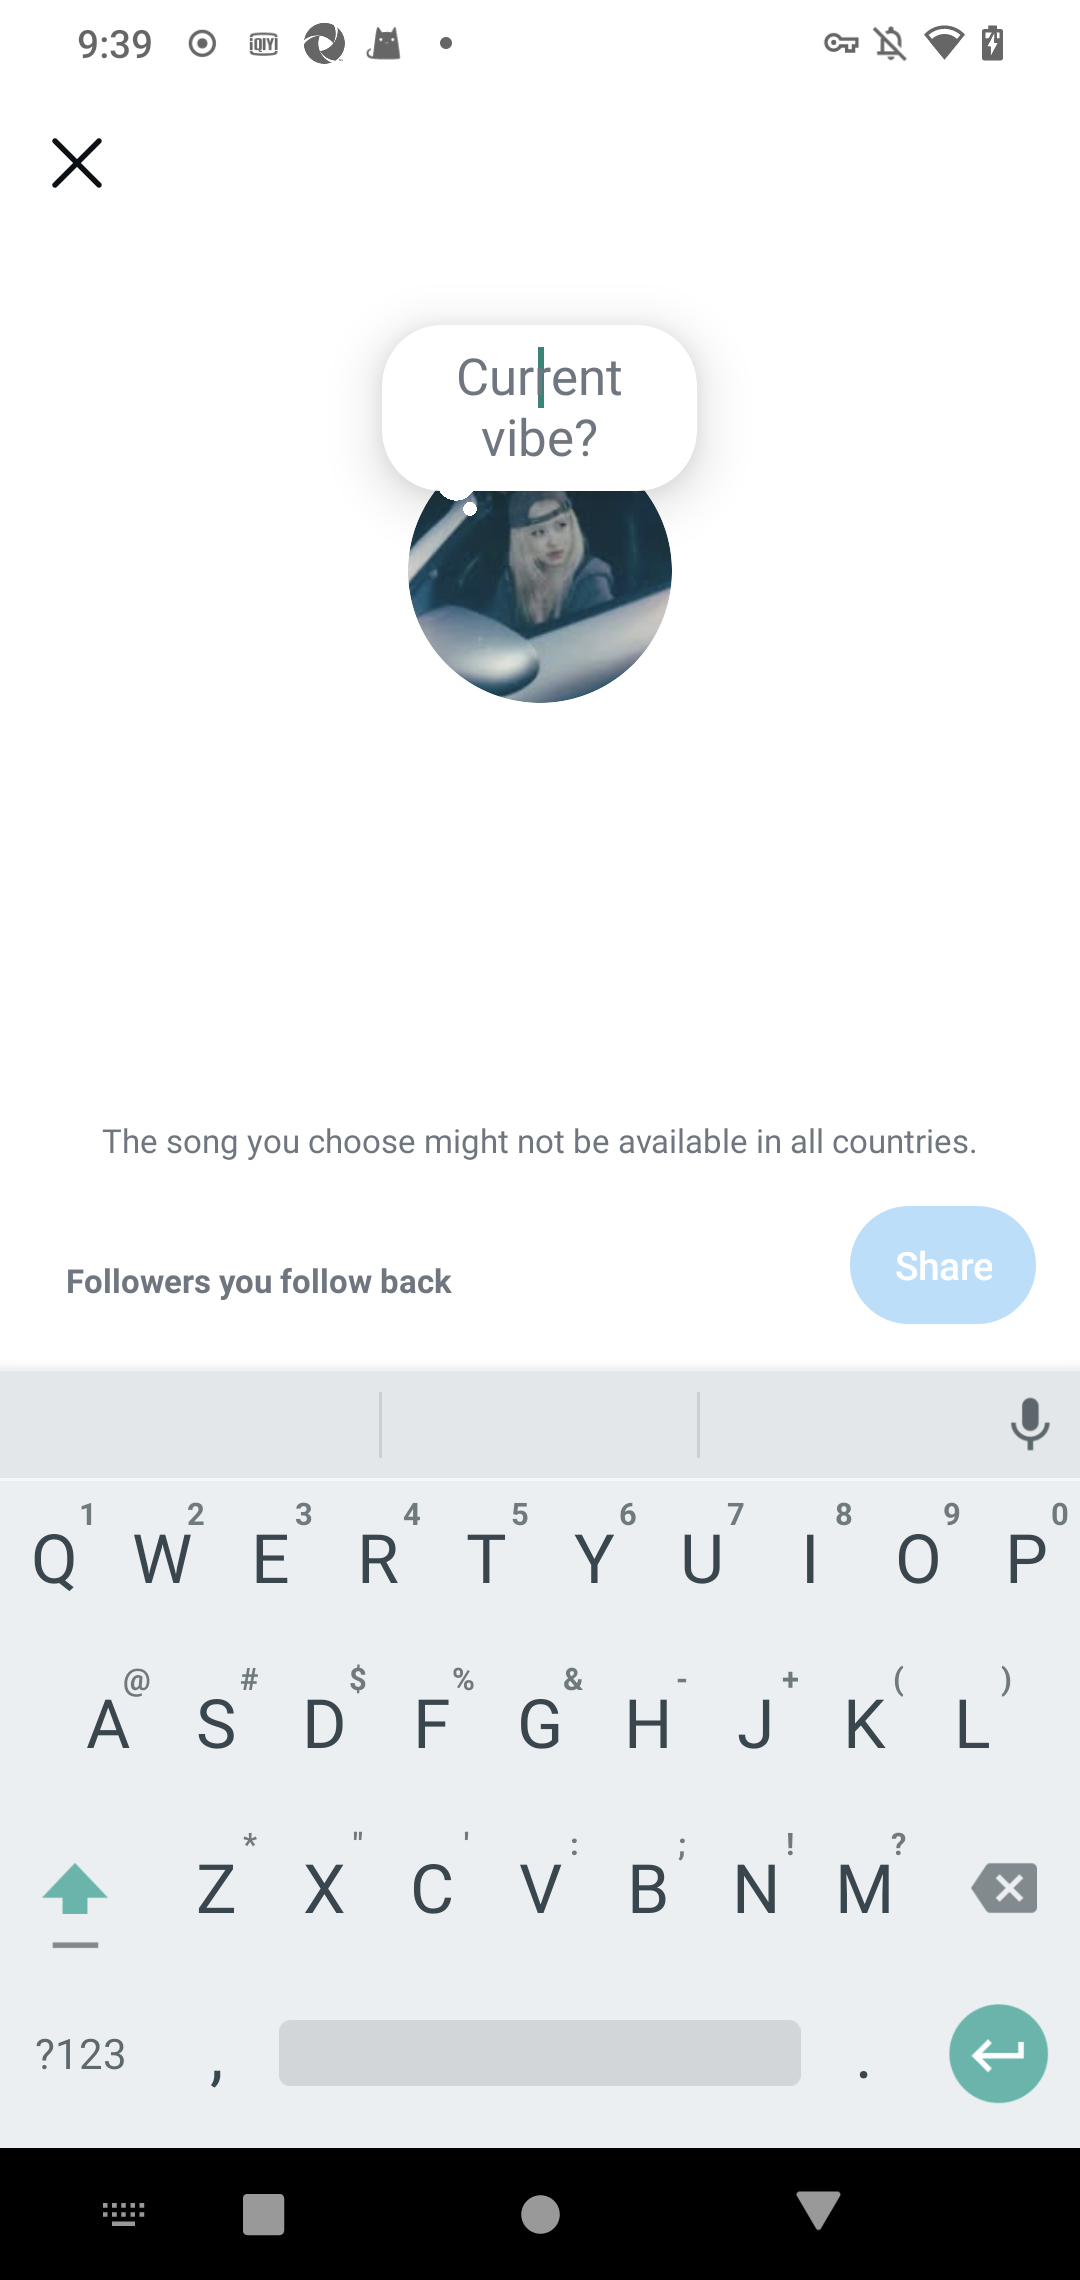 9:39
iQIYI
Current
vibe?
The song you choose might not be available in all countries.
Followers you follow back
Share
1 2 3 4 5 6 7 8 9 0
Q W E R T Y U I O P
@ # $ % & - + ( )
A S D F G H J K L
* " ' : ; ! ?
Z X C V B N M
?123 , .